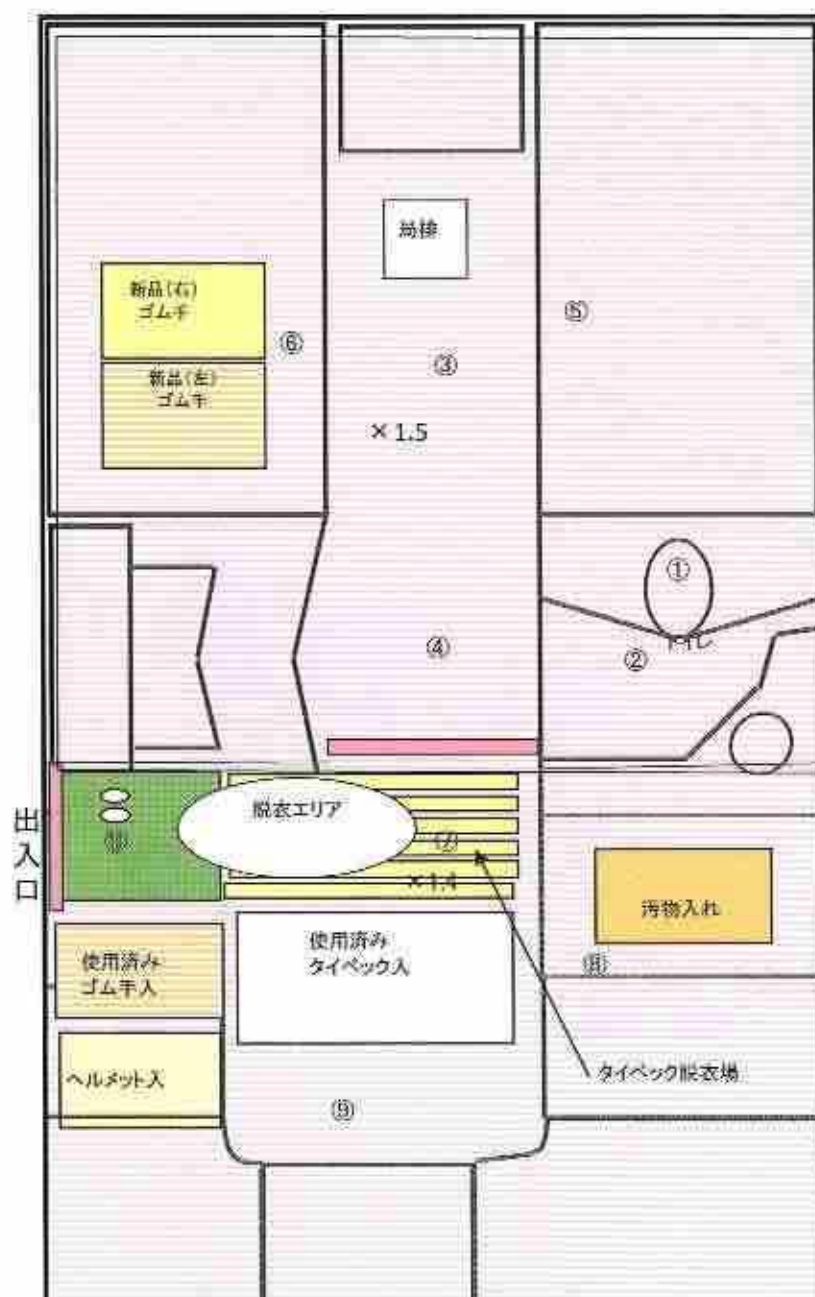 局排
新品(右)
ゴム手
⑤
⑥
③
新品(左)
ゴム手
×1.5
①
④
②
トイレ
出入口
脱衣エリア
⑦
×1.4
汚物入れ
使用済み
タイベック入
使用済み
ゴム手入
⑧
ヘルメット入
タイベック脱衣場
⑨